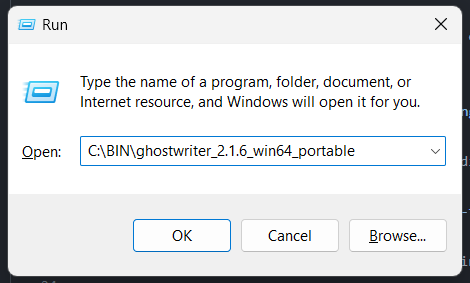 Run
Type the name of a program, folder, document, or
Internet resource, and Windows will open it for you.
Open: C:\BIN\ghostwriter_2.1.6_win64_portable
OK Cancel Browse...